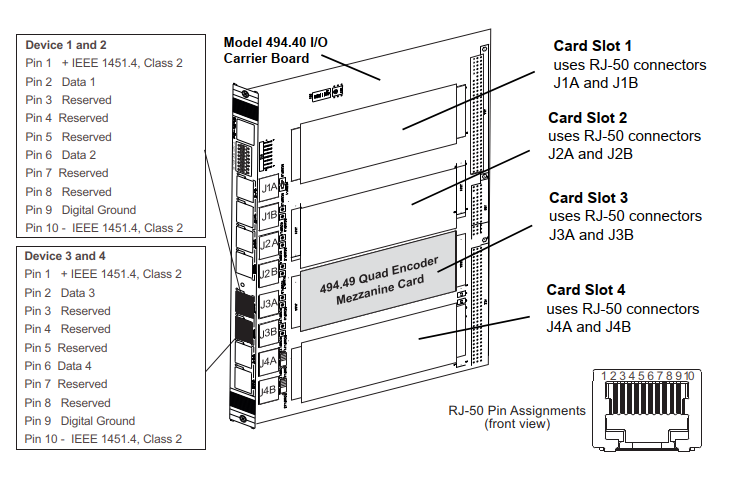 Device 1 and 2
Pin 1 + IEEE 1451.4, Class 2
Pin 2 Data 1
Pin 3 Reserved
Pin 4 Reserved
Pin 5 Reserved
Pin 6 Data 2
Pin 7 Reserved
Pin 8 Reserved
Pin 9 Digital Ground
Pin 10 - IEEE 1451.4, Class 2
Device 3 and 4
Pin 1 + IEEE 1451.4, Class 2
Pin 2 Data 3
Pin 3 Reserved
Pin 4 Reserved
Pin 5 Reserved
Pin 6 Data 4
Pin 7 Reserved
Pin 8 Reserved
Pin 9 Digital Ground
Pin 10 - IEEE 1451.4, Class 2
Model 494.40 I/O
Carrier Board
J1A
J1B
J2A
J2B
J3A
J3B
J4A
J4B
494.49 Quad Encoder
Mezzanine Card
Card Slot 1
uses RJ-50 connectors
J1A and J1B
Card Slot 2
uses RJ-50 connectors
J2A and J2B
Card Slot 3
uses RJ-50 connectors
J3A and J3B
Card Slot 4
uses RJ-50 connectors
J4A and J4B
RJ-50 Pin Assignments
(front view)
1 2 3 4 5 6 7 8 9 10